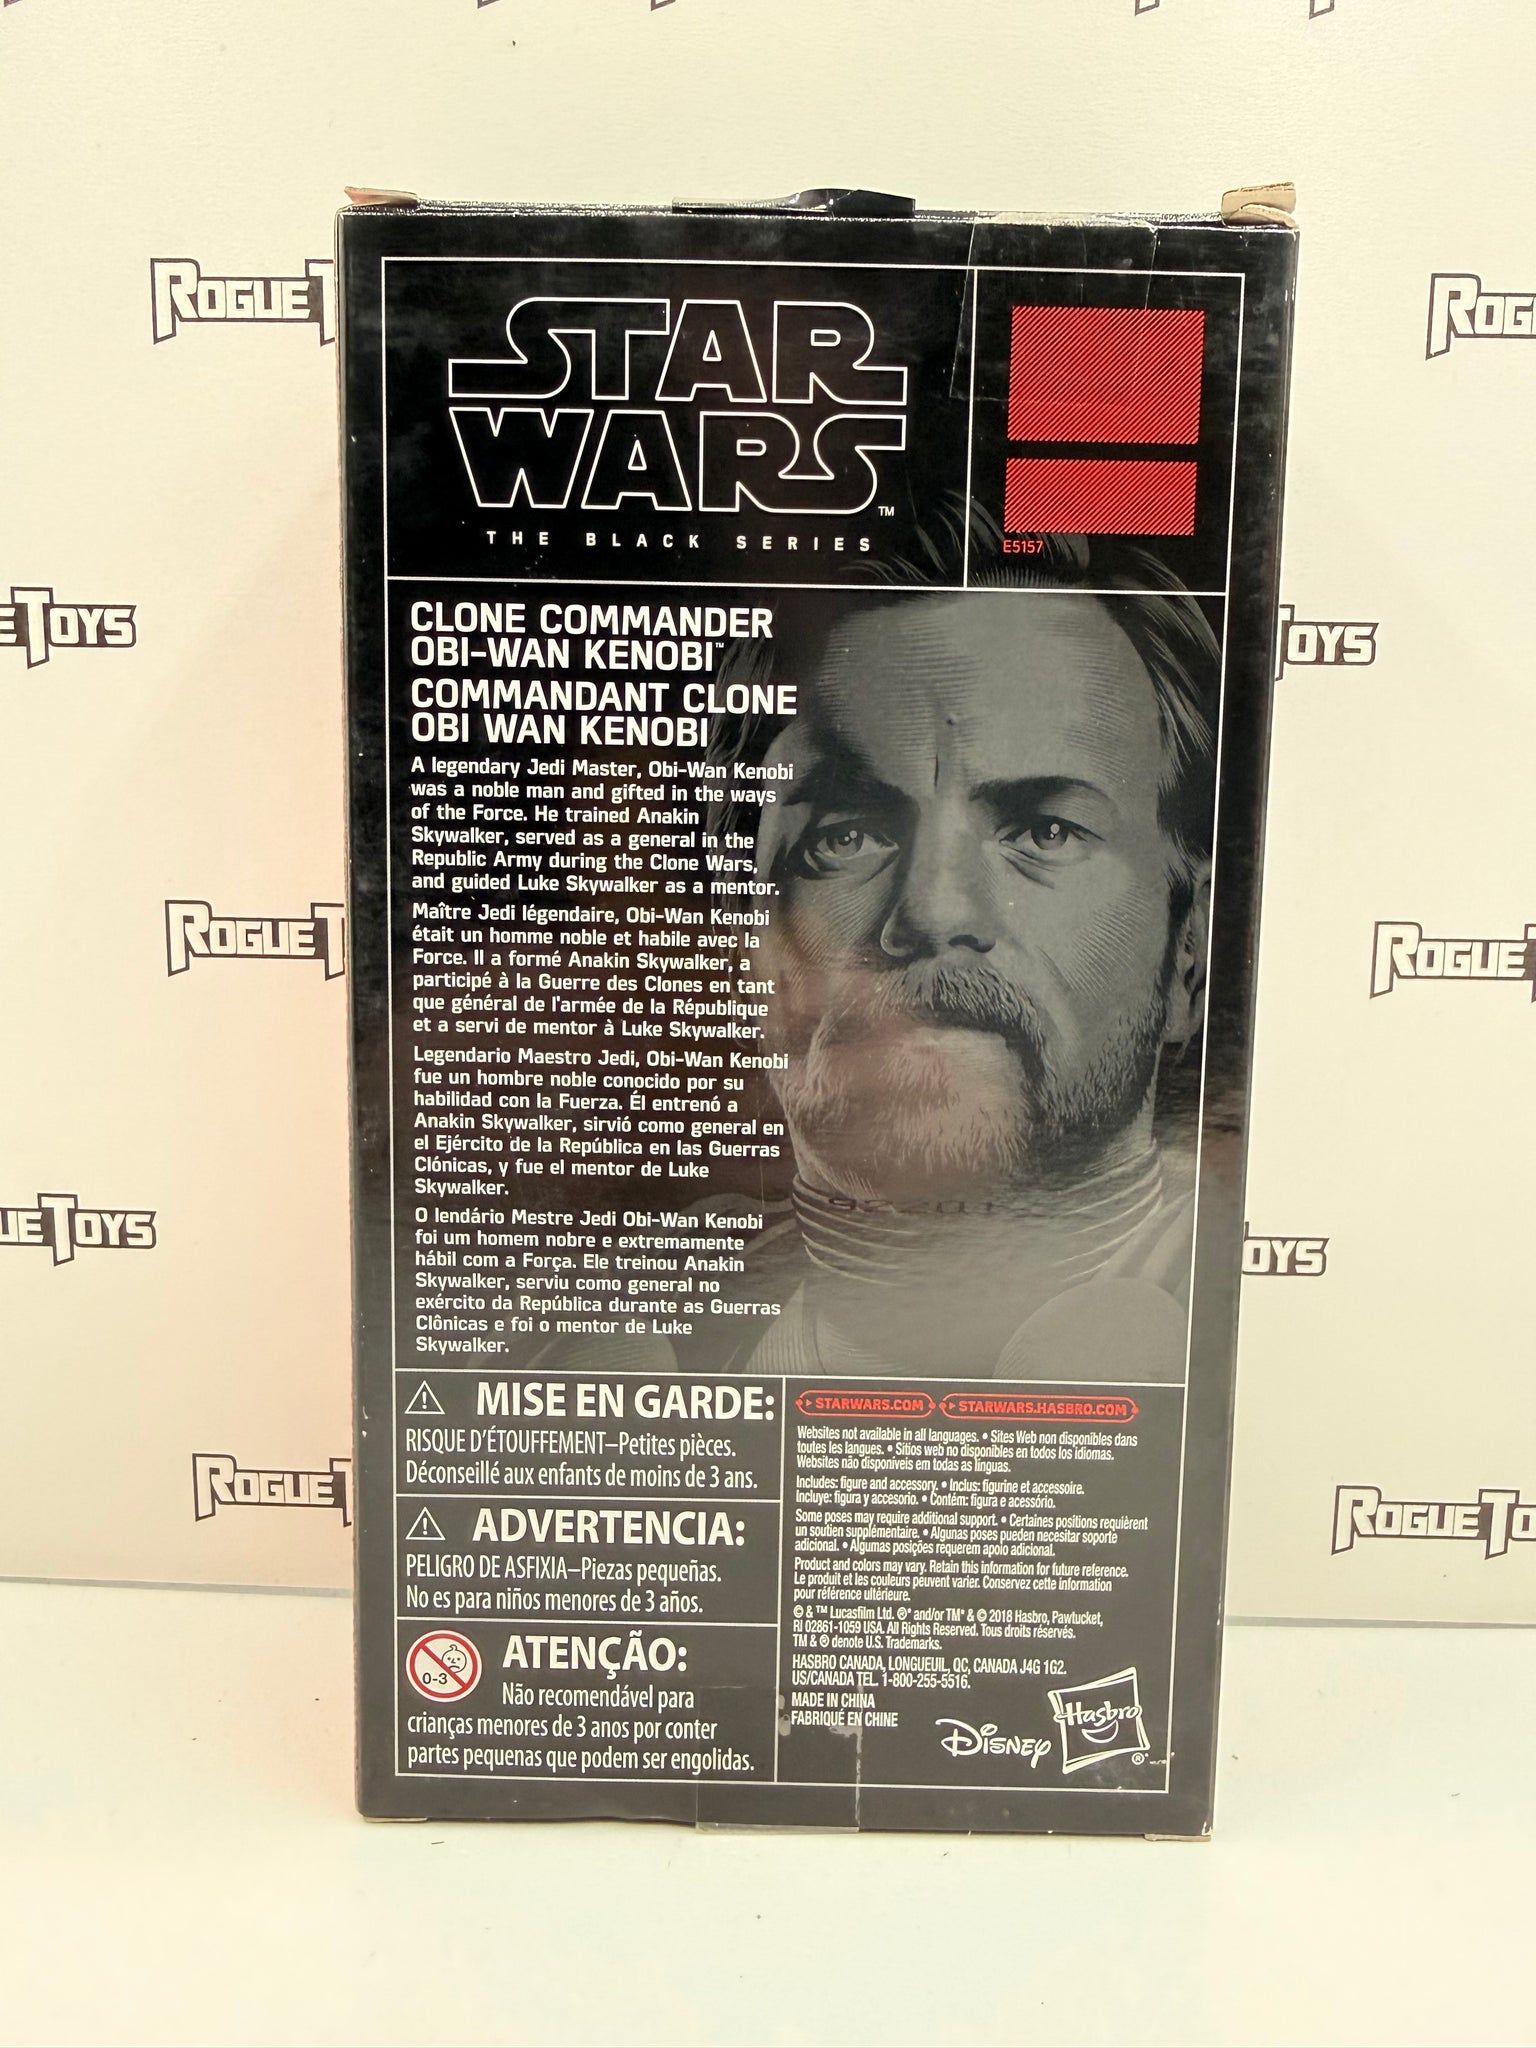 STAR
WARS
TM
THE BLACK SERIES
E5157
CLONE COMMANDER
OBI-WAN KENOBI™
COMMANDANT CLONE
OBI WAN KENOBI
A legendary Jedi Master, Obi-Wan Kenobi
was a noble man and gifted in the ways
of the Force. He trained Anakin
Skywalker, served as a general in the
Republic Army during the Clone Wars,
and guided Luke Skywalker as a mentor.
Maître Jedi légendaire, Obi-Wan Kenobi
était un homme noble et habile avec la
Force. Il a formé Anakin Skywalker, a
participé à la Guerre des Clones en tant
que général de l'armée de la République
et a servi de mentor à Luke Skywalker.
Legendario Maestro Jedi, Obi-Wan Kenobi
fue un hombre noble conocido por su
habilidad con la Fuerza. Él entrenó a
Anakin Skywalker, sirvió como general en
el Ejército de la República en las Guerras
Clónicas, y fue el mentor de Luke
Skywalker.
O lendário Mestre Jedi Obi-Wan Kenobi
foi um homem nobre e extremamente
hábil com a Força. Ele treinou Anakin
Skywalker, serviu como general no
exército da República durante as Guerras
Clônicas e foi o mentor de Luke
Skywalker.
MISE EN GARDE:
RISQUE D'ÉTOUFFEMENT–Petites pièces.
Déconseillé aux enfants de moins de 3 ans.
ADVERTENCIA:
PELIGRO DE ASFIXIA–Piezas pequeñas.
No es para niños menores de 3 años.
0-3
ATENÇÃO:
Não recomendável para
crianças menores de 3 anos por conter
partes pequenas que podem ser engolidas.
STARWARS.COM STARWARS.HASBRO.COM
Websites not available in all languages. • Sites Web non disponibles dans
toutes les langues. • Sitios web no disponibles en todos los idiomas.
Websites não disponíveis em todas as línguas.
Includes: figure and accessory. • Inclus: figurine et accessoire.
Incluye: figura y accesorio. • Contém: figura e acessório.
Some poses may require additional support. • Certaines positions requièrent
un soutien supplémentaire. • Algunas poses pueden necesitar soporte
adicional. • Algumas posições requerem apoio adicional.
Product and colors may vary. Retain this information for future reference.
Le produit et les couleurs peuvent varier. Conservez cette information
pour référence ultérieure.
© & ™ Lucasfilm Ltd. ®* and/or TM* & © 2018 Hasbro, Pawtucket,
RI 02861-1059 USA. All Rights Reserved. Tous droits réservés.
TM & ® denote U.S. Trademarks.
HASBRO CANADA, LONGUEUIL, QC, CANADA J4G 1G2.
US/CANADA TEL. 1-800-255-5516.
MADE IN CHINA
FABRIQUÉ EN CHINE
DISNEY
Hasbro
®*
ROGUE T
ROG
E TOYS
OYS
ROGUE T
ROGUE
UE TOYS
OYS
ROGUE T
ROGUE TO